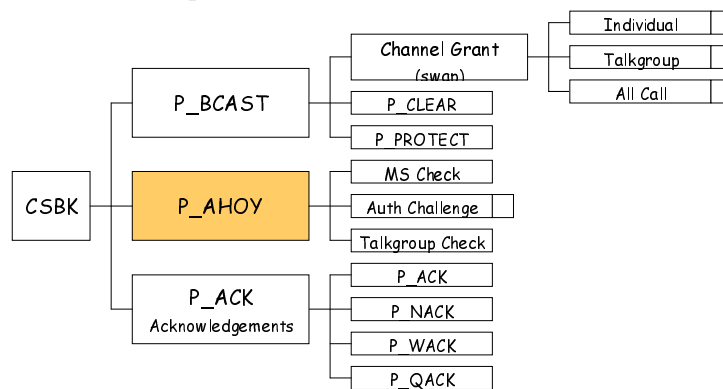 Individual
Channel Grant
(swap)
Talkgroup
All Call
P_BCAST
P_CLEAR
P_PROTECT
MS Check
CSBK
P_AHOY
Auth Challenge
Talkgroup Check
P_ACK
Acknowledgements
P_ACK
P_NACK
P_WACK
P_QACK